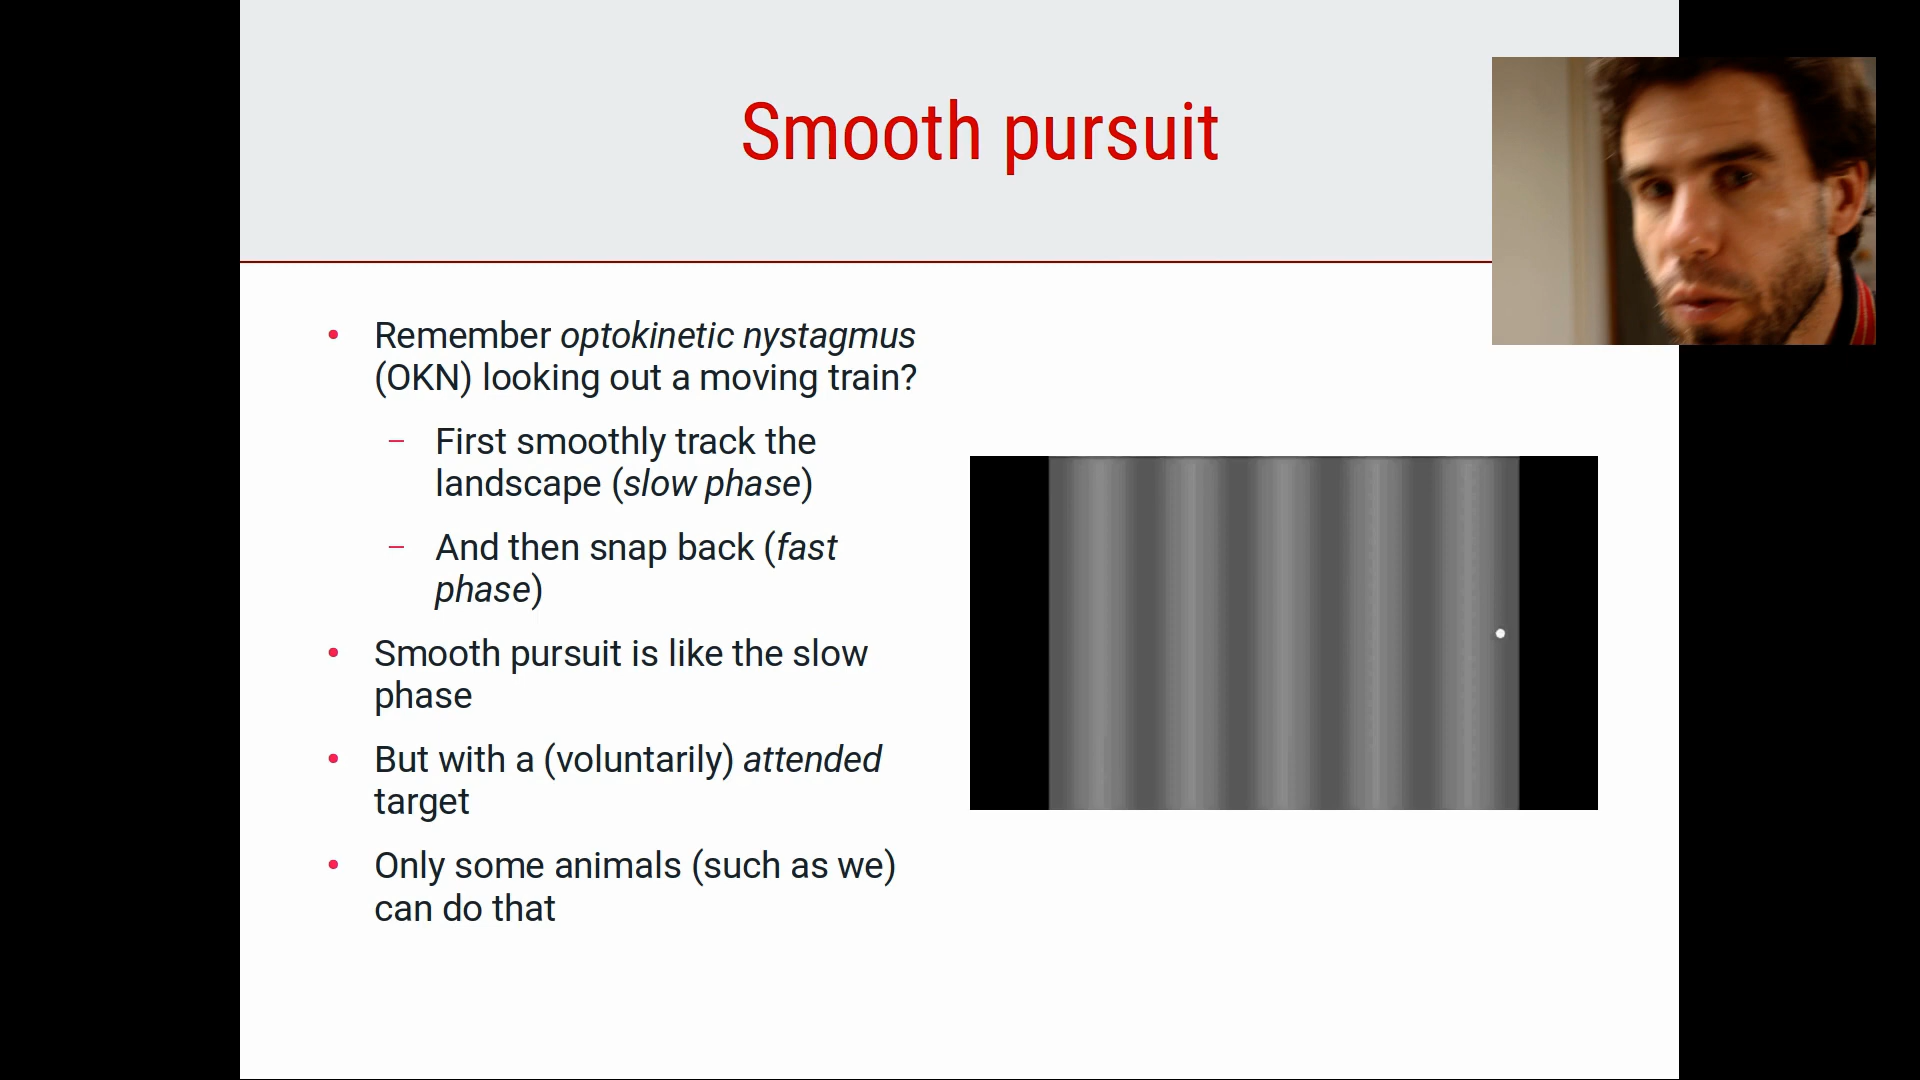 Smooth pursuit
• Remember optokinetic nystagmus
(OKN) looking out a moving train?
– First smoothly track the
landscape (slow phase)
– And then snap back (fast
phase)
• Smooth pursuit is like the slow
phase
• But with a (voluntarily) attended
target
• Only some animals (such as we)
can do that